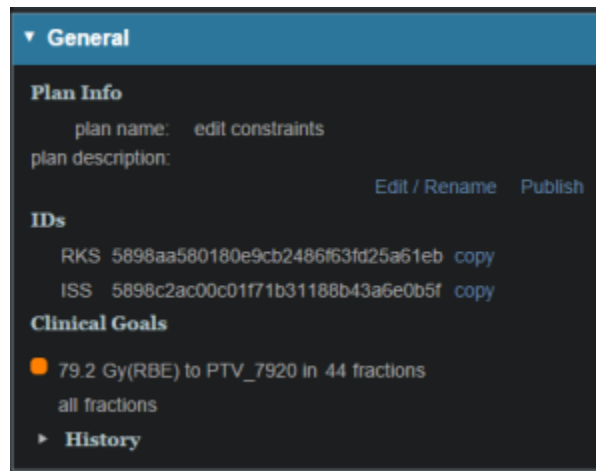 General
Plan Info
plan name: edit constraints
plan description:
Edit / Rename Publish
IDs
RKS 5898aa580180e9cb2486f63fd25a61eb copy
ISS 5898c2ac00c01f71b31188b43a6e0b5f copy
Clinical Goals
79.2 Gy(RBE) to PTV_7920 in 44 fractions
all fractions
History